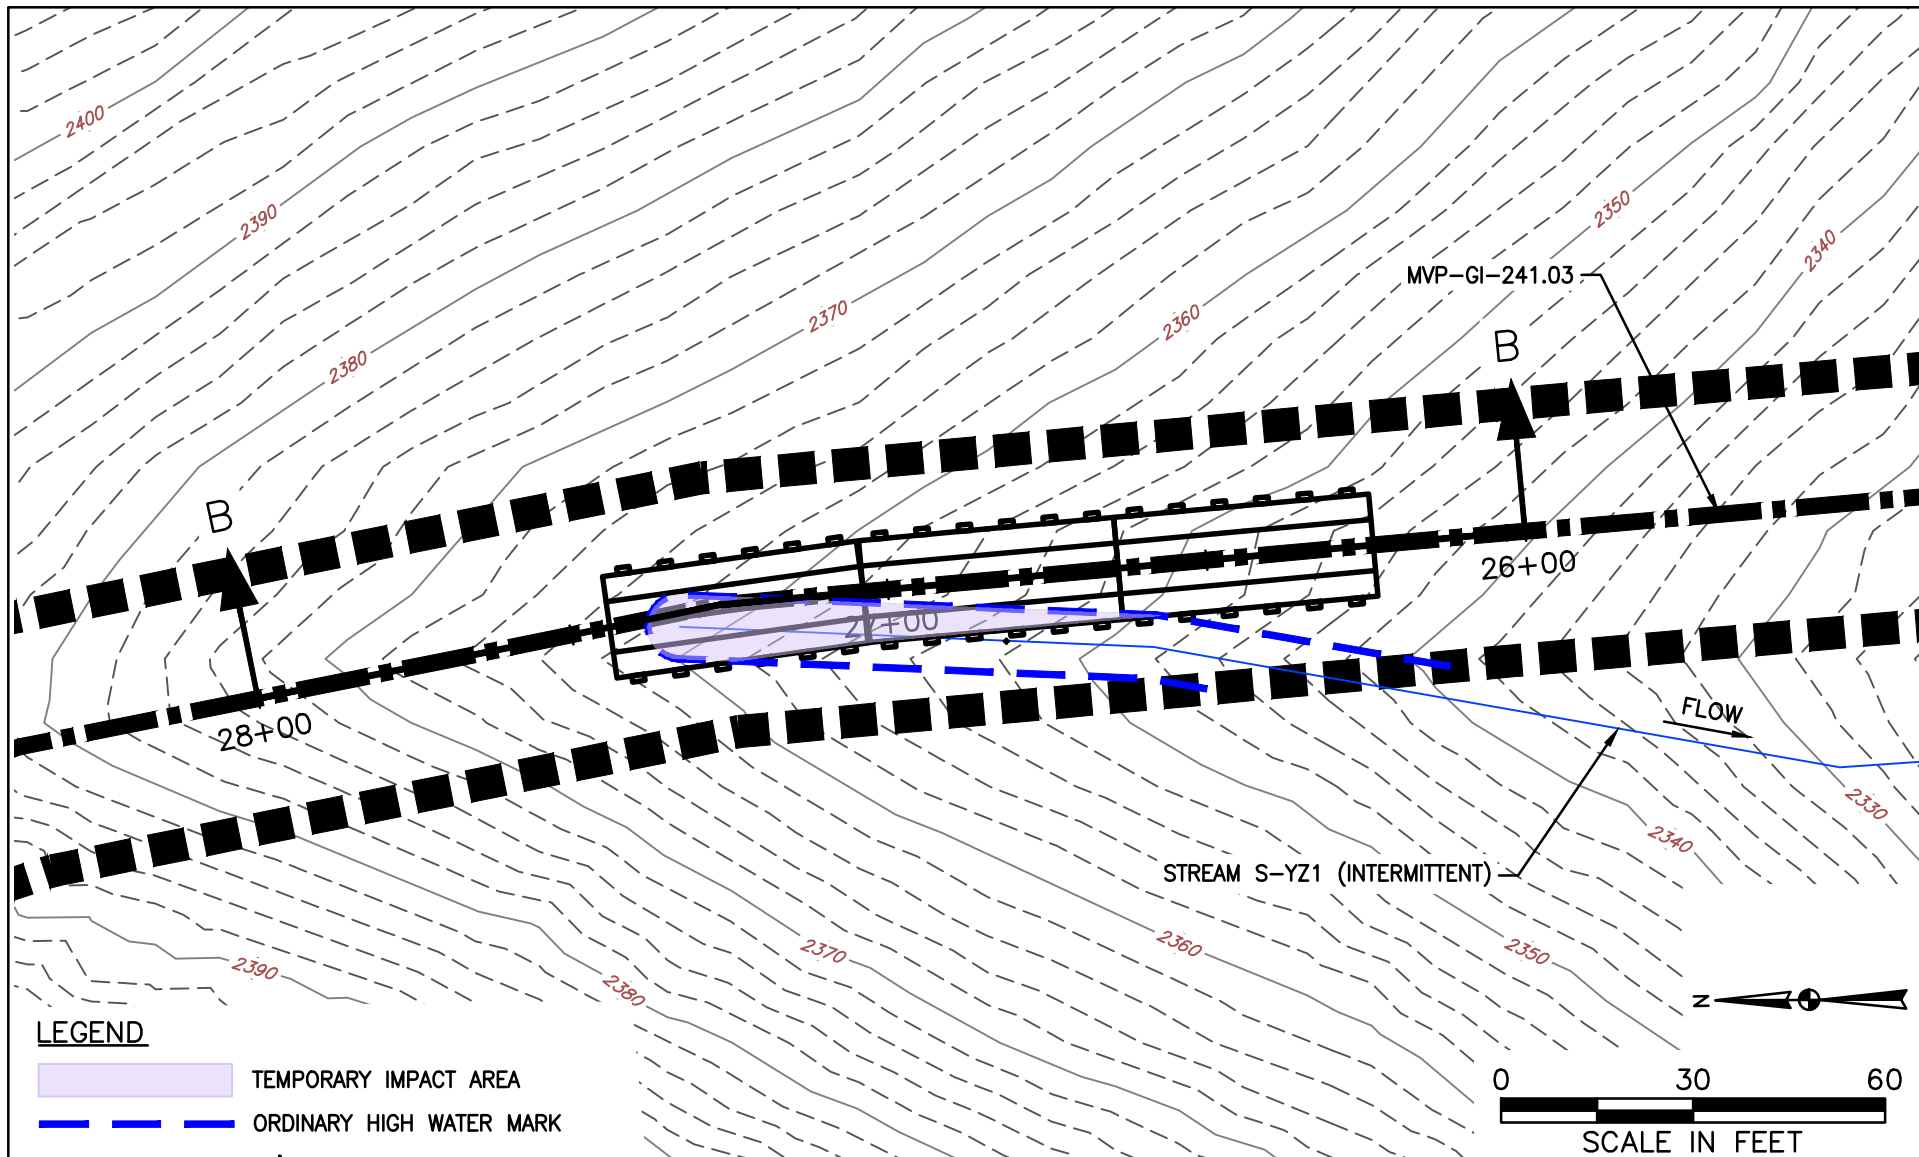 2400
2390
2350
2340
MVP-GI-241.03
2370
2360
B
2380
B
26+00
27+00
FLOW
28+00
2330
2340
STREAM S-YZ1 (INTERMITTENT)
2370
2360
2350
2390
2380
N
LEGEND
TEMPORARY IMPACT AREA
ORDINARY HIGH WATER MARK
0 30 60
SCALE IN FEET